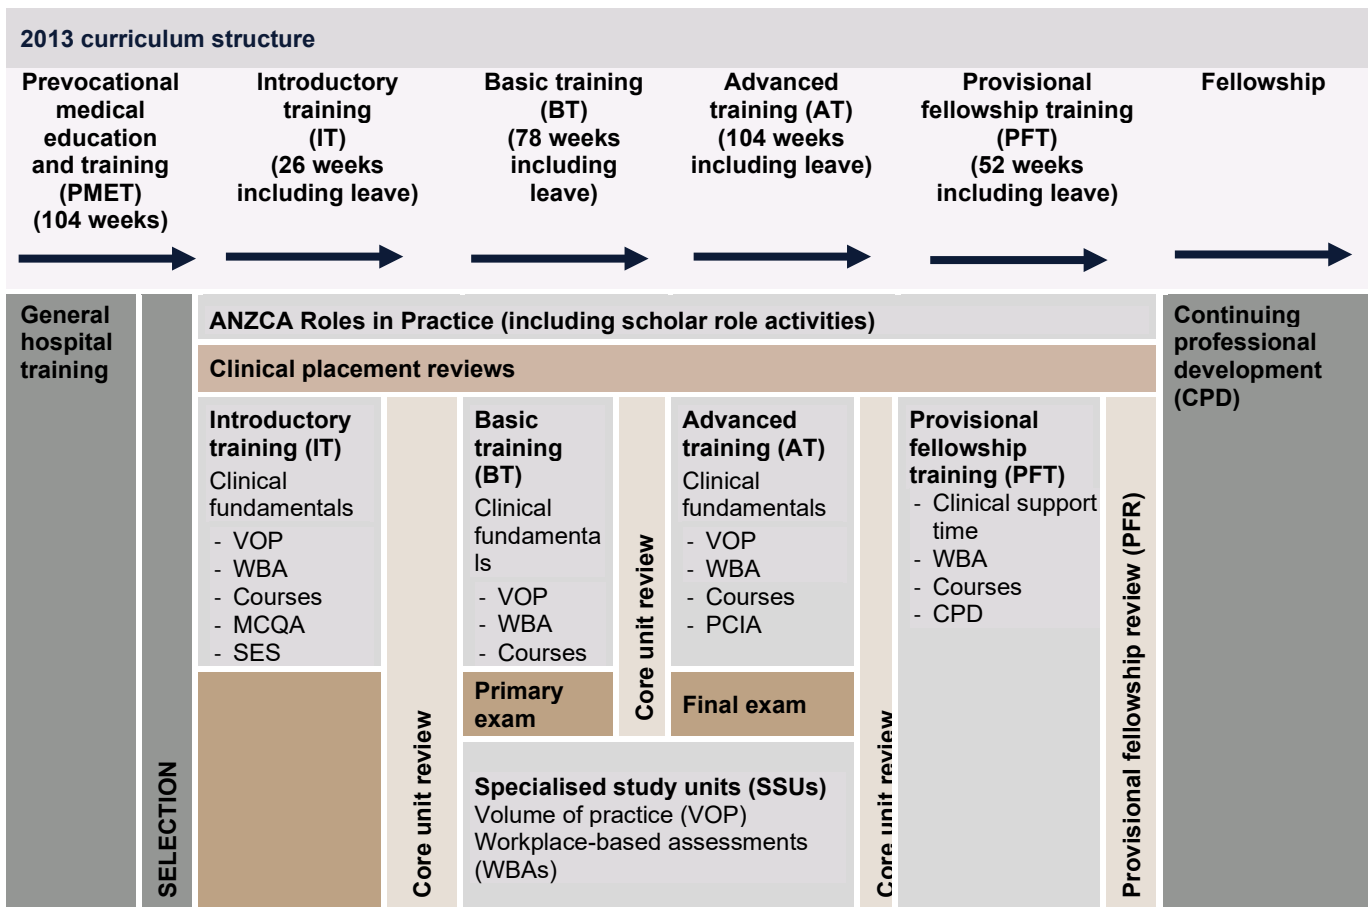 2013 curriculum structure
Prevocational
medical
education
and training
(PMET)
(104 weeks)
Introductory
training
(IT)
(26 weeks
including leave)
Basic training
(BT)
(78 weeks
including
leave)
Advanced
training (AT)
(104 weeks
including leave)
Provisional
fellowship training
(PFT)
(52 weeks
including leave)
Fellowship
General
hospital
training
SELECTION
ANZCA Roles in Practice (including scholar role activities)
Clinical placement reviews
Introductory
training (IT)
Clinical
fundamentals
- VOP
- WBA
- Courses
- MCQA
- SES
Core unit review
Basic
training
(BT)
Clinical
fundamenta
ls
- VOP
- WBA
- Courses
Primary
exam
Core unit review
Advanced
training (AT)
Clinical
fundamentals
- VOP
- WBA
- Courses
- PCIA
Final exam
Specialised study units (SSUs)
Volume of practice (VOP)
Workplace-based assessments
(WBAs)
Core unit review
Provisional
fellowship
training (PFT)
- Clinical support
time
- WBA
- Courses
- CPD
Provisional fellowship review (PFR)
Continuing
professional
development
(CPD)